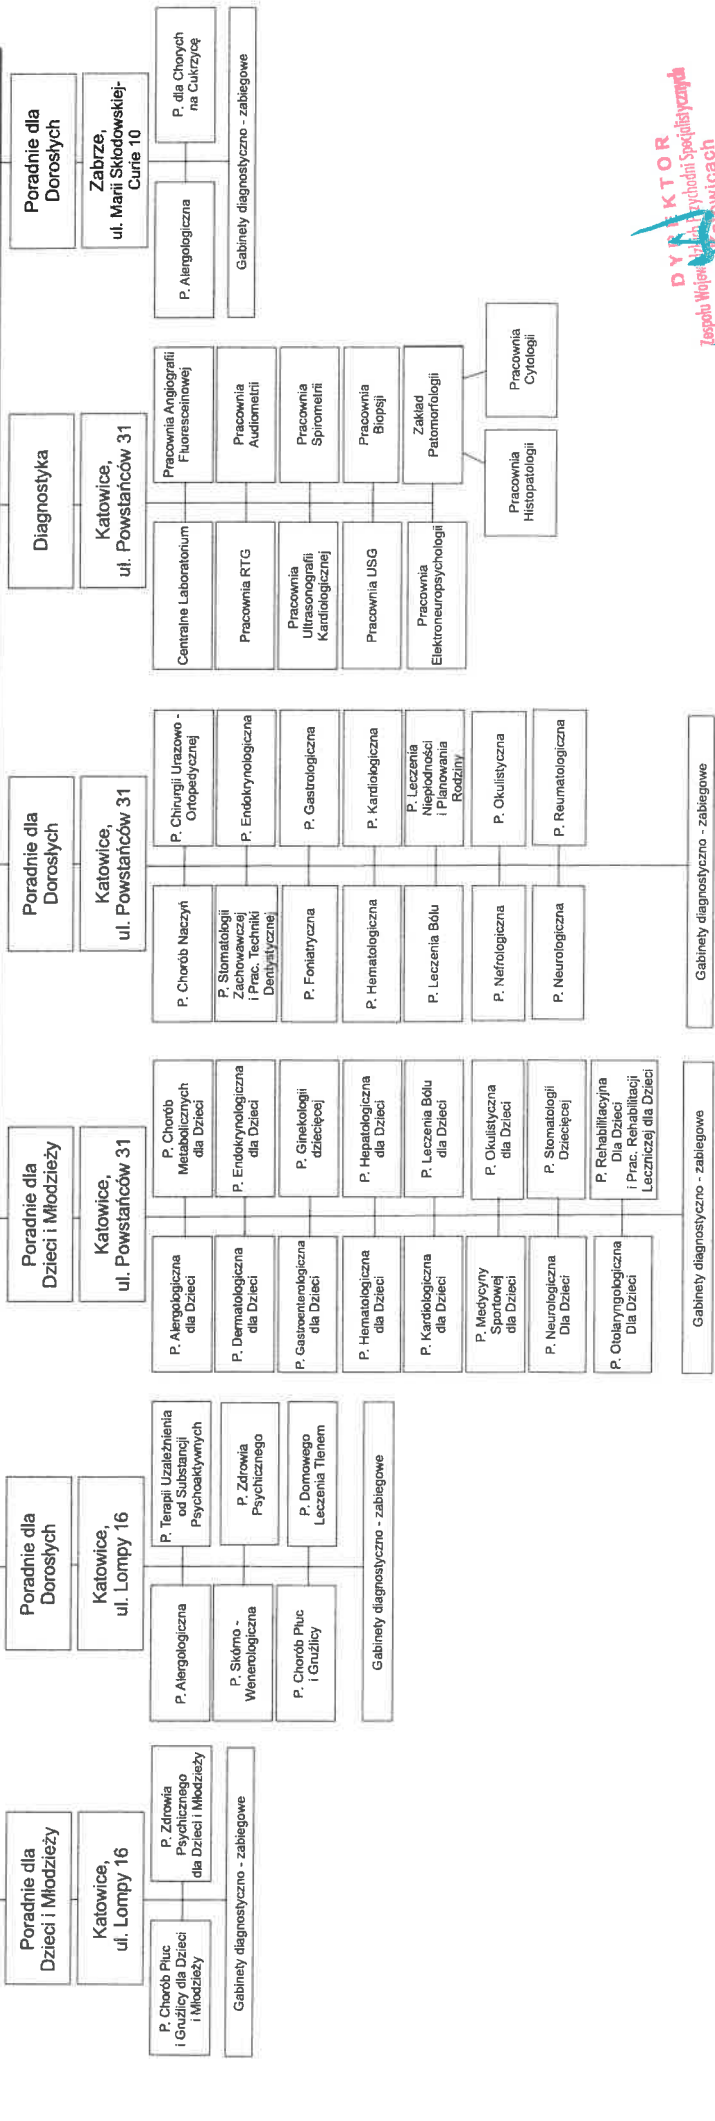 Poradnie dla
Dzieci i Młodzieży
Katowice,
ul. Lompy 16
P. Chorób Płuc
i Gruźlicy dla Dzieci
i Młodzieży
P. Zdrowia
Psychicznego
dla Dzieci i Młodzieży
Gabinety diagnostyczno - zabiegowe
Poradnie dla
Dorosłych
Katowice,
ul. Lompy 16
P. Alergologiczna
P. Terapii Uzależnienia
od Substancji
Psychoaktywnych
P. Skórno -
Wenerologiczna
P. Zdrowia
Psychicznego
P. Chorób Płuc
i Gruźlicy
P. Domowego
Leczenia Tlenem
Gabinety diagnostyczno - zabiegowe
Poradnie dla
Dzieci i Młodzieży
Katowice,
ul. Powstańców 31
P. Alergologiczna
dla Dzieci
P. Chorób
Metabolicznych
dla Dzieci
P. Dermatologiczna
dla Dzieci
P. Endokrynologiczna
dla Dzieci
P. Gastroenterologiczna
dla Dzieci
P. Ginekologii
dziecięcej
P. Hematologiczna
dla Dzieci
P. Hepatologiczna
dla Dzieci
P. Kardiologiczna
dla Dzieci
P. Leczenia Bólu
dla Dzieci
P. Medycyny
Sportowej
dla Dzieci
P. Okulistyczna
dla Dzieci
P. Neurologiczna
Dla Dzieci
P. Stomatologii
Dziecięcej
P. Otolaryngologiczna
Dla Dzieci
P. Rehabilitacyjna
Dla Dzieci
i Prac. Rehabilitacji
Leczniczej dla Dzieci
Gabinety diagnostyczno - zabiegowe
Poradnie dla
Dorosłych
Katowice,
ul. Powstańców 31
P. Chorób Naczyń
P. Chirurgii Urazowo -
Ortopedycznej
P. Stomatologii
Zachowawczej
i Prac. Techniki
Dentystycznej
P. Endokrynologiczna
P. Foniatryczna
P. Gastrologiczna
P. Hematologiczna
P. Kardiologiczna
P. Leczenia Bólu
P. Leczenia
Niepłodności
i Planowania
Rodziny
P. Nefrologiczna
P. Okulistyczna
P. Neurologiczna
P. Reumatologiczna
Gabinety diagnostyczno - zabiegowe
Diagnostyka
Katowice,
ul. Powstańców 31
Centralne Laboratorium
Pracownia Angiografii
Fluoresceinowej
Pracownia RTG
Pracownia
Audiometrii
Pracownia
Ultrasonografii
Kardiologicznej
Pracownia
Spirometrii
Pracownia USG
Pracownia
Biopsji
Pracownia
Elektroneuropsychologii
Zakład
Patomorfologii
Pracownia
Histopatologii
Pracownia
Cytologii
Poradnie dla
Dorosłych
Zabrze,
ul. Marii Skłodowskiej-
Curie 10
P. Alergologiczna
P. dla Chorych
na Cukrzycę
Gabinety diagnostyczno - zabiegowe
DYREKTOR
Zespołu Przychodni Specjalistycznych